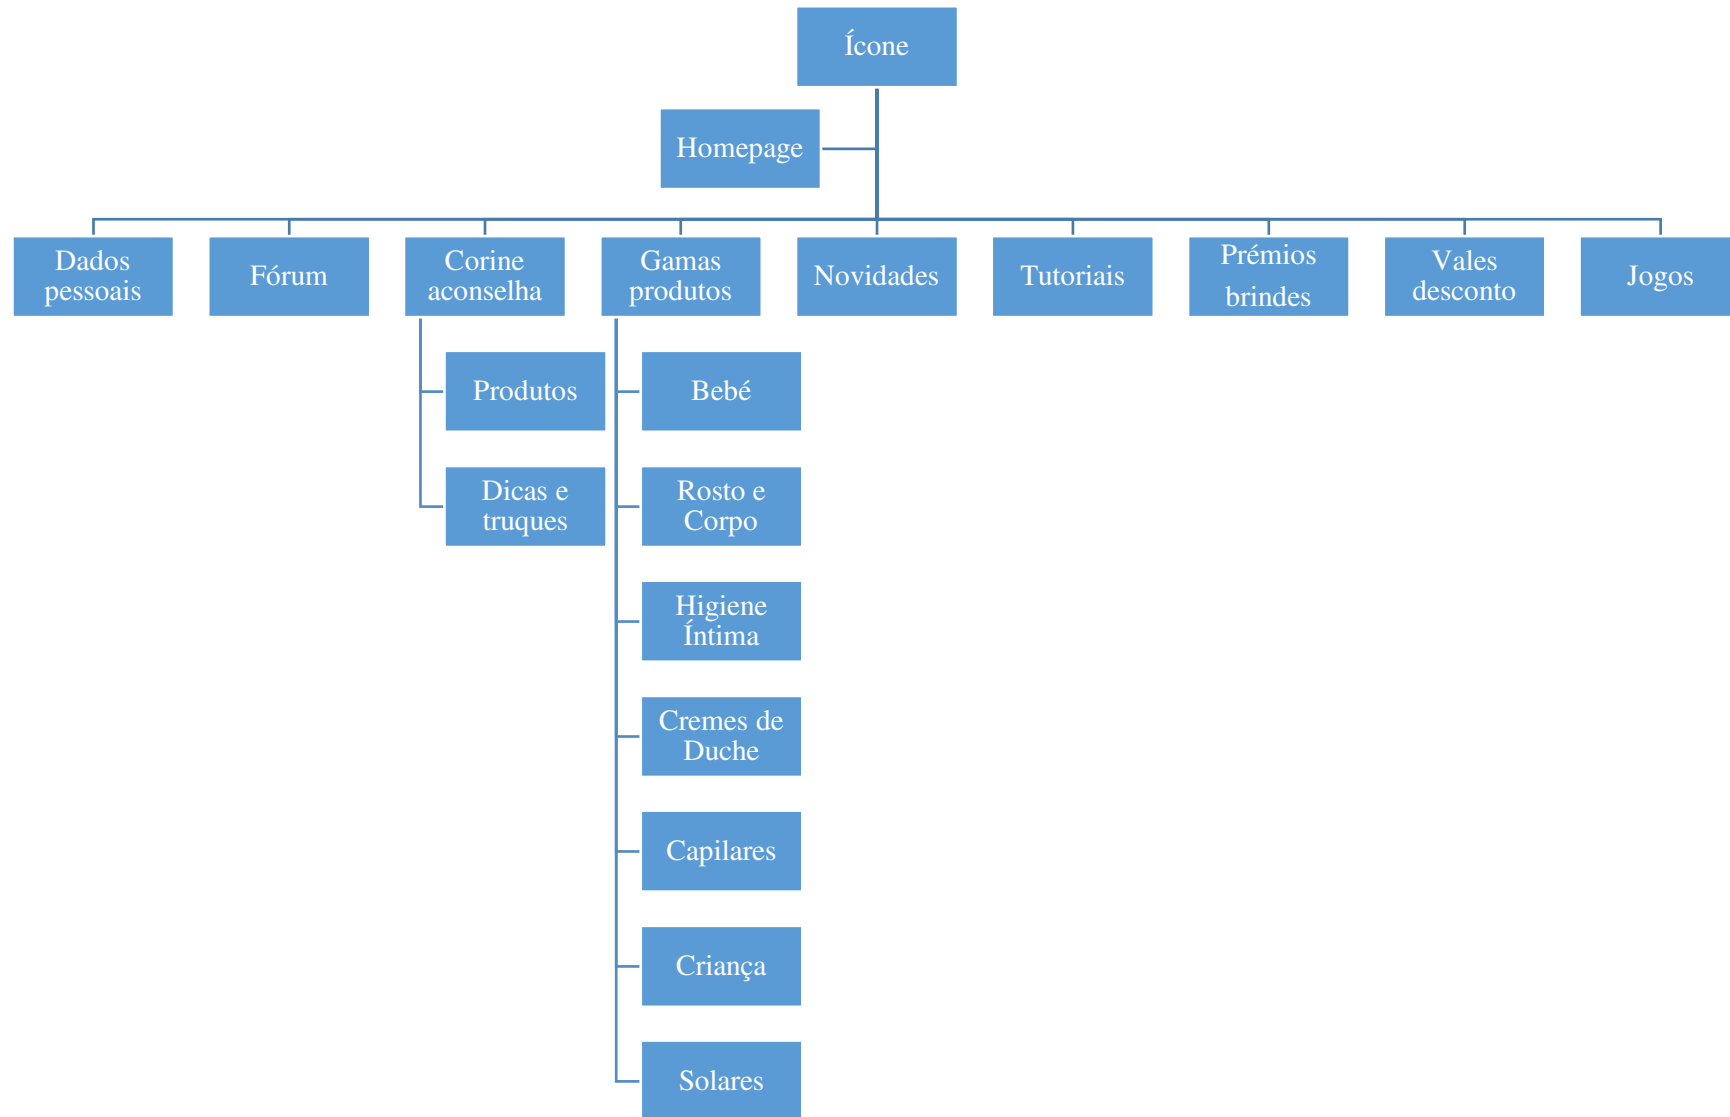 Ícone
Homepage
Dados
pessoais
Fórum
Corine
aconselha
Gamas
produtos
Novidades
Tutoriais
Prémios
brindes
Vales
desconto
Jogos
Produtos
Dicas e
truques
Bebé
Rosto e
Corpo
Higiene
Íntima
Cremes de
Duche
Capilares
Criança
Solares